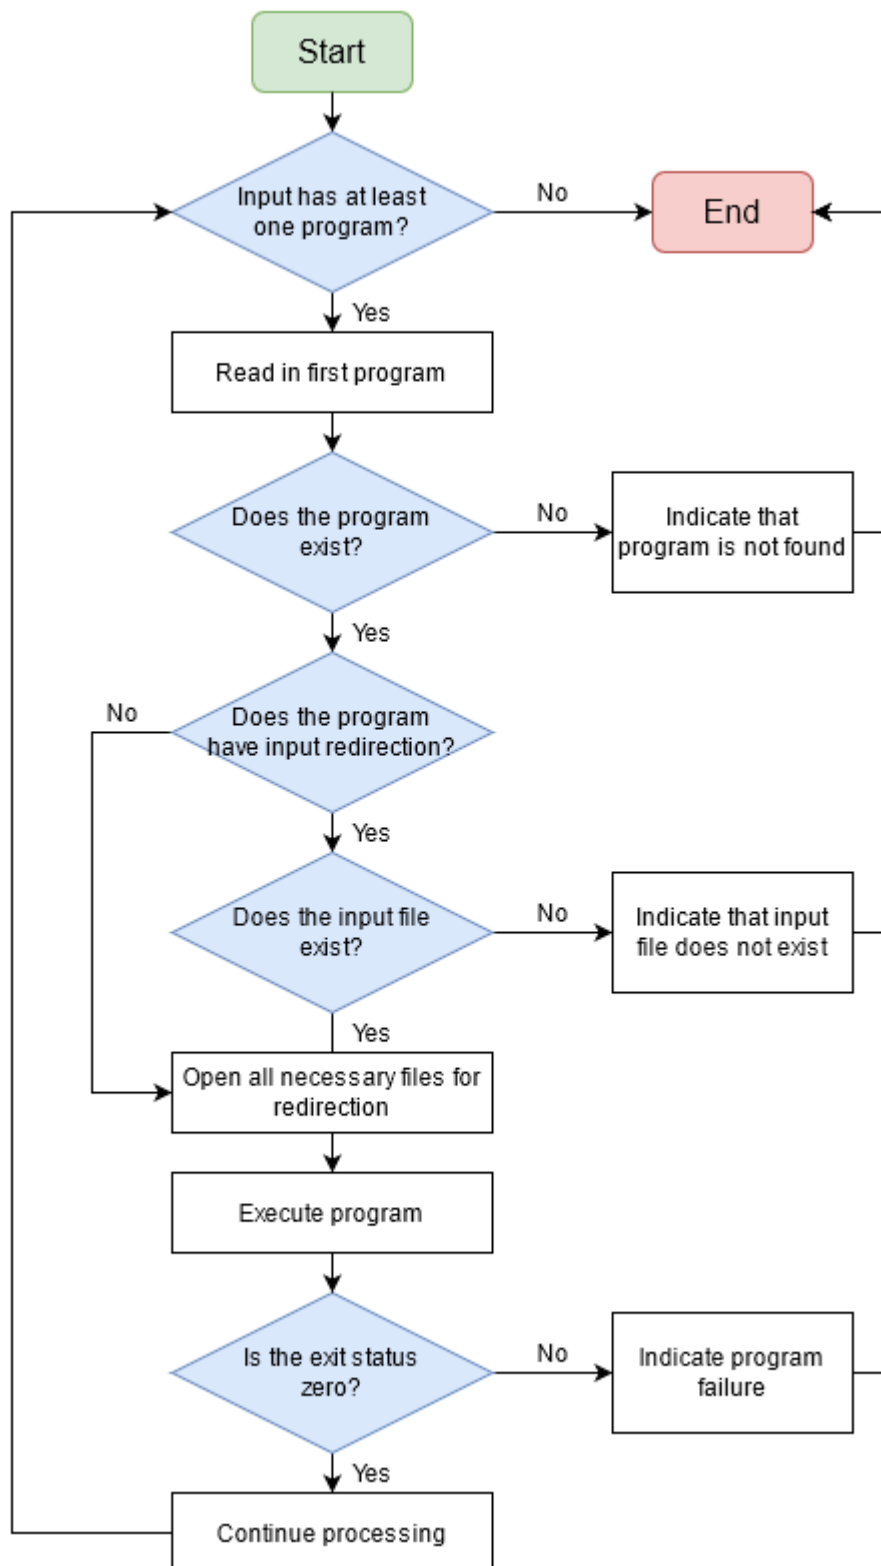 Start
Input has at least
one program?
No
End
Yes
Read in first program
Does the program
exist?
No
Indicate that
program is not found
Yes
No
Does the program
have input redirection?
Yes
Does the input file
exist?
No
Indicate that input
file does not exist
Yes
Open all necessary files for
redirection
Execute program
Is the exit status
zero?
No
Indicate program
failure
Yes
Continue processing